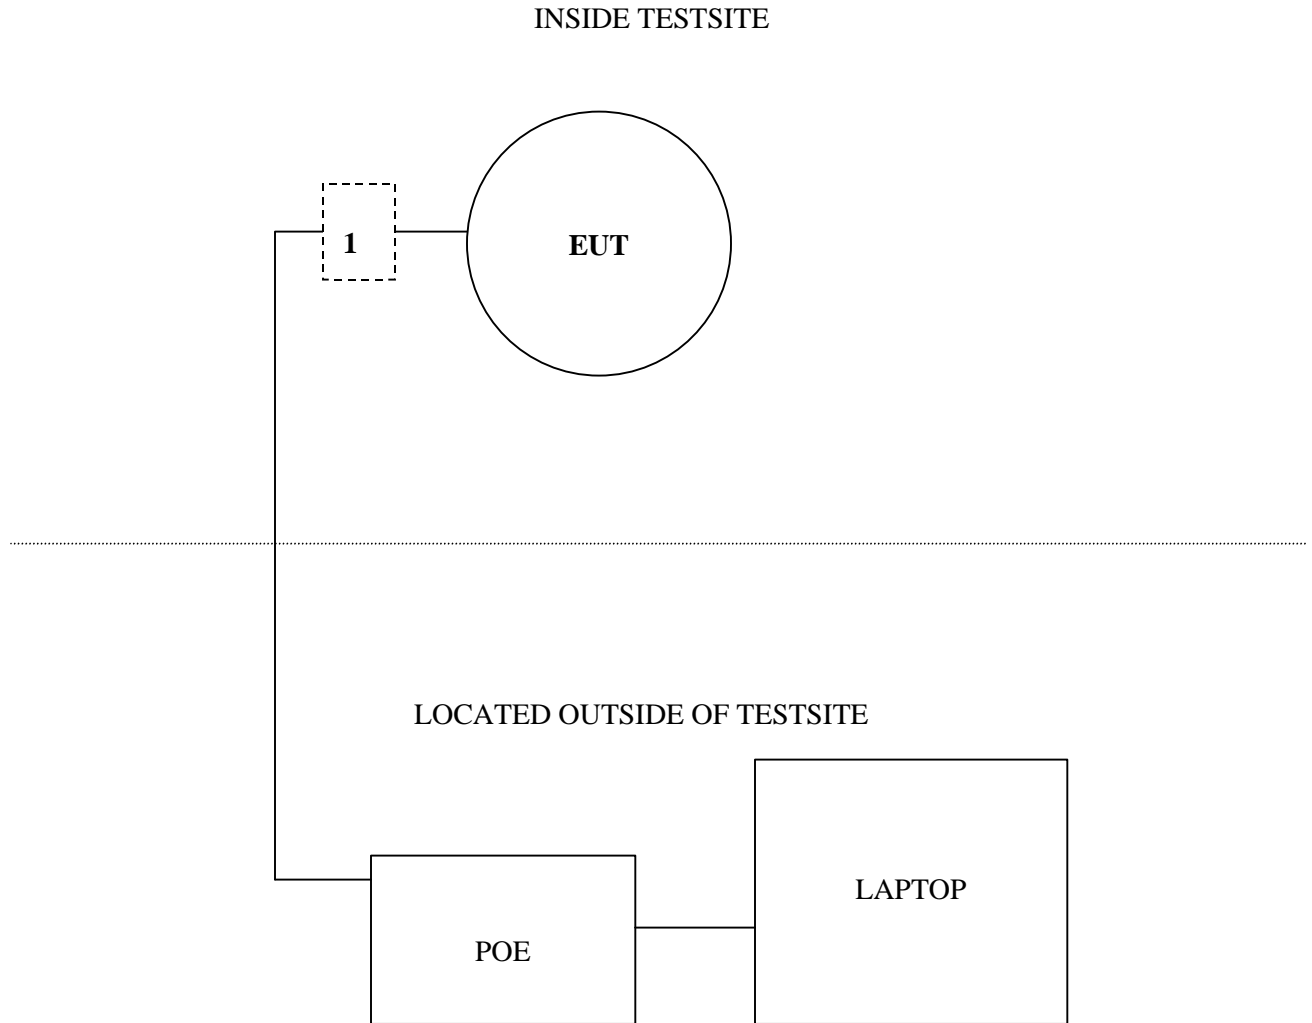 INSIDE TESTSITE
1
EUT
LOCATED OUTSIDE OF TESTSITE
LAPTOP
POE